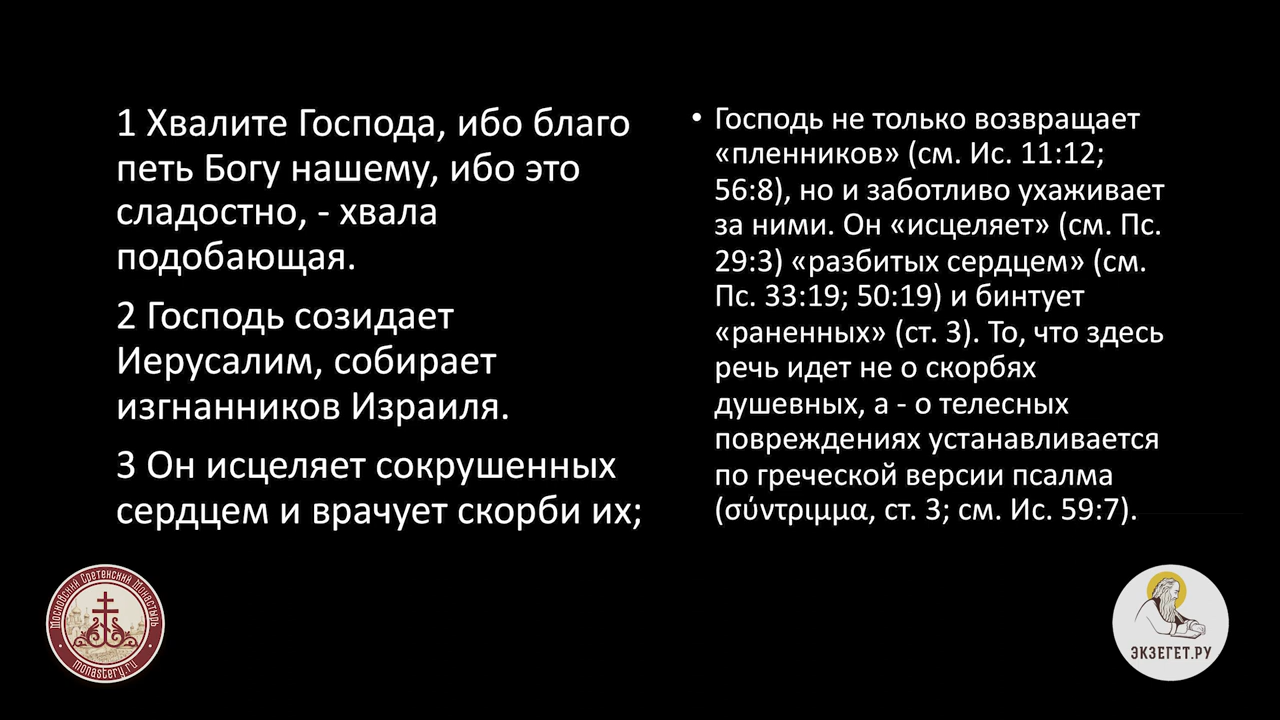 1 Хвалите Господа, ибо благо
петь Богу нашему, ибо это
сладостно, - хвала
подобающая.
2 Господь созидает
Иерусалим, собирает
изгнанников Израиля.
3 Он исцеляет сокрушенных
сердцем и врачует скорби их;
• Господь не только возвращает
«пленников» (см. Ис. 11:12;
56:8), но и заботливо ухаживает
за ними. Он «исцеляет» (см. Пс.
29:3) «разбитых сердцем» (см.
Пс. 33:19; 50:19) и бинтует
«раненных» (ст. 3). То, что здесь
речь идет не о скорбях
душевных, а - о телесных
повреждениях устанавливается
по греческой версии псалма
(σύντριμμα, ст. 3; см. Ис. 59:7).
Московский Сретенский Монастырь
monastery.ru
ЭКЗЕГЕТ.РУ